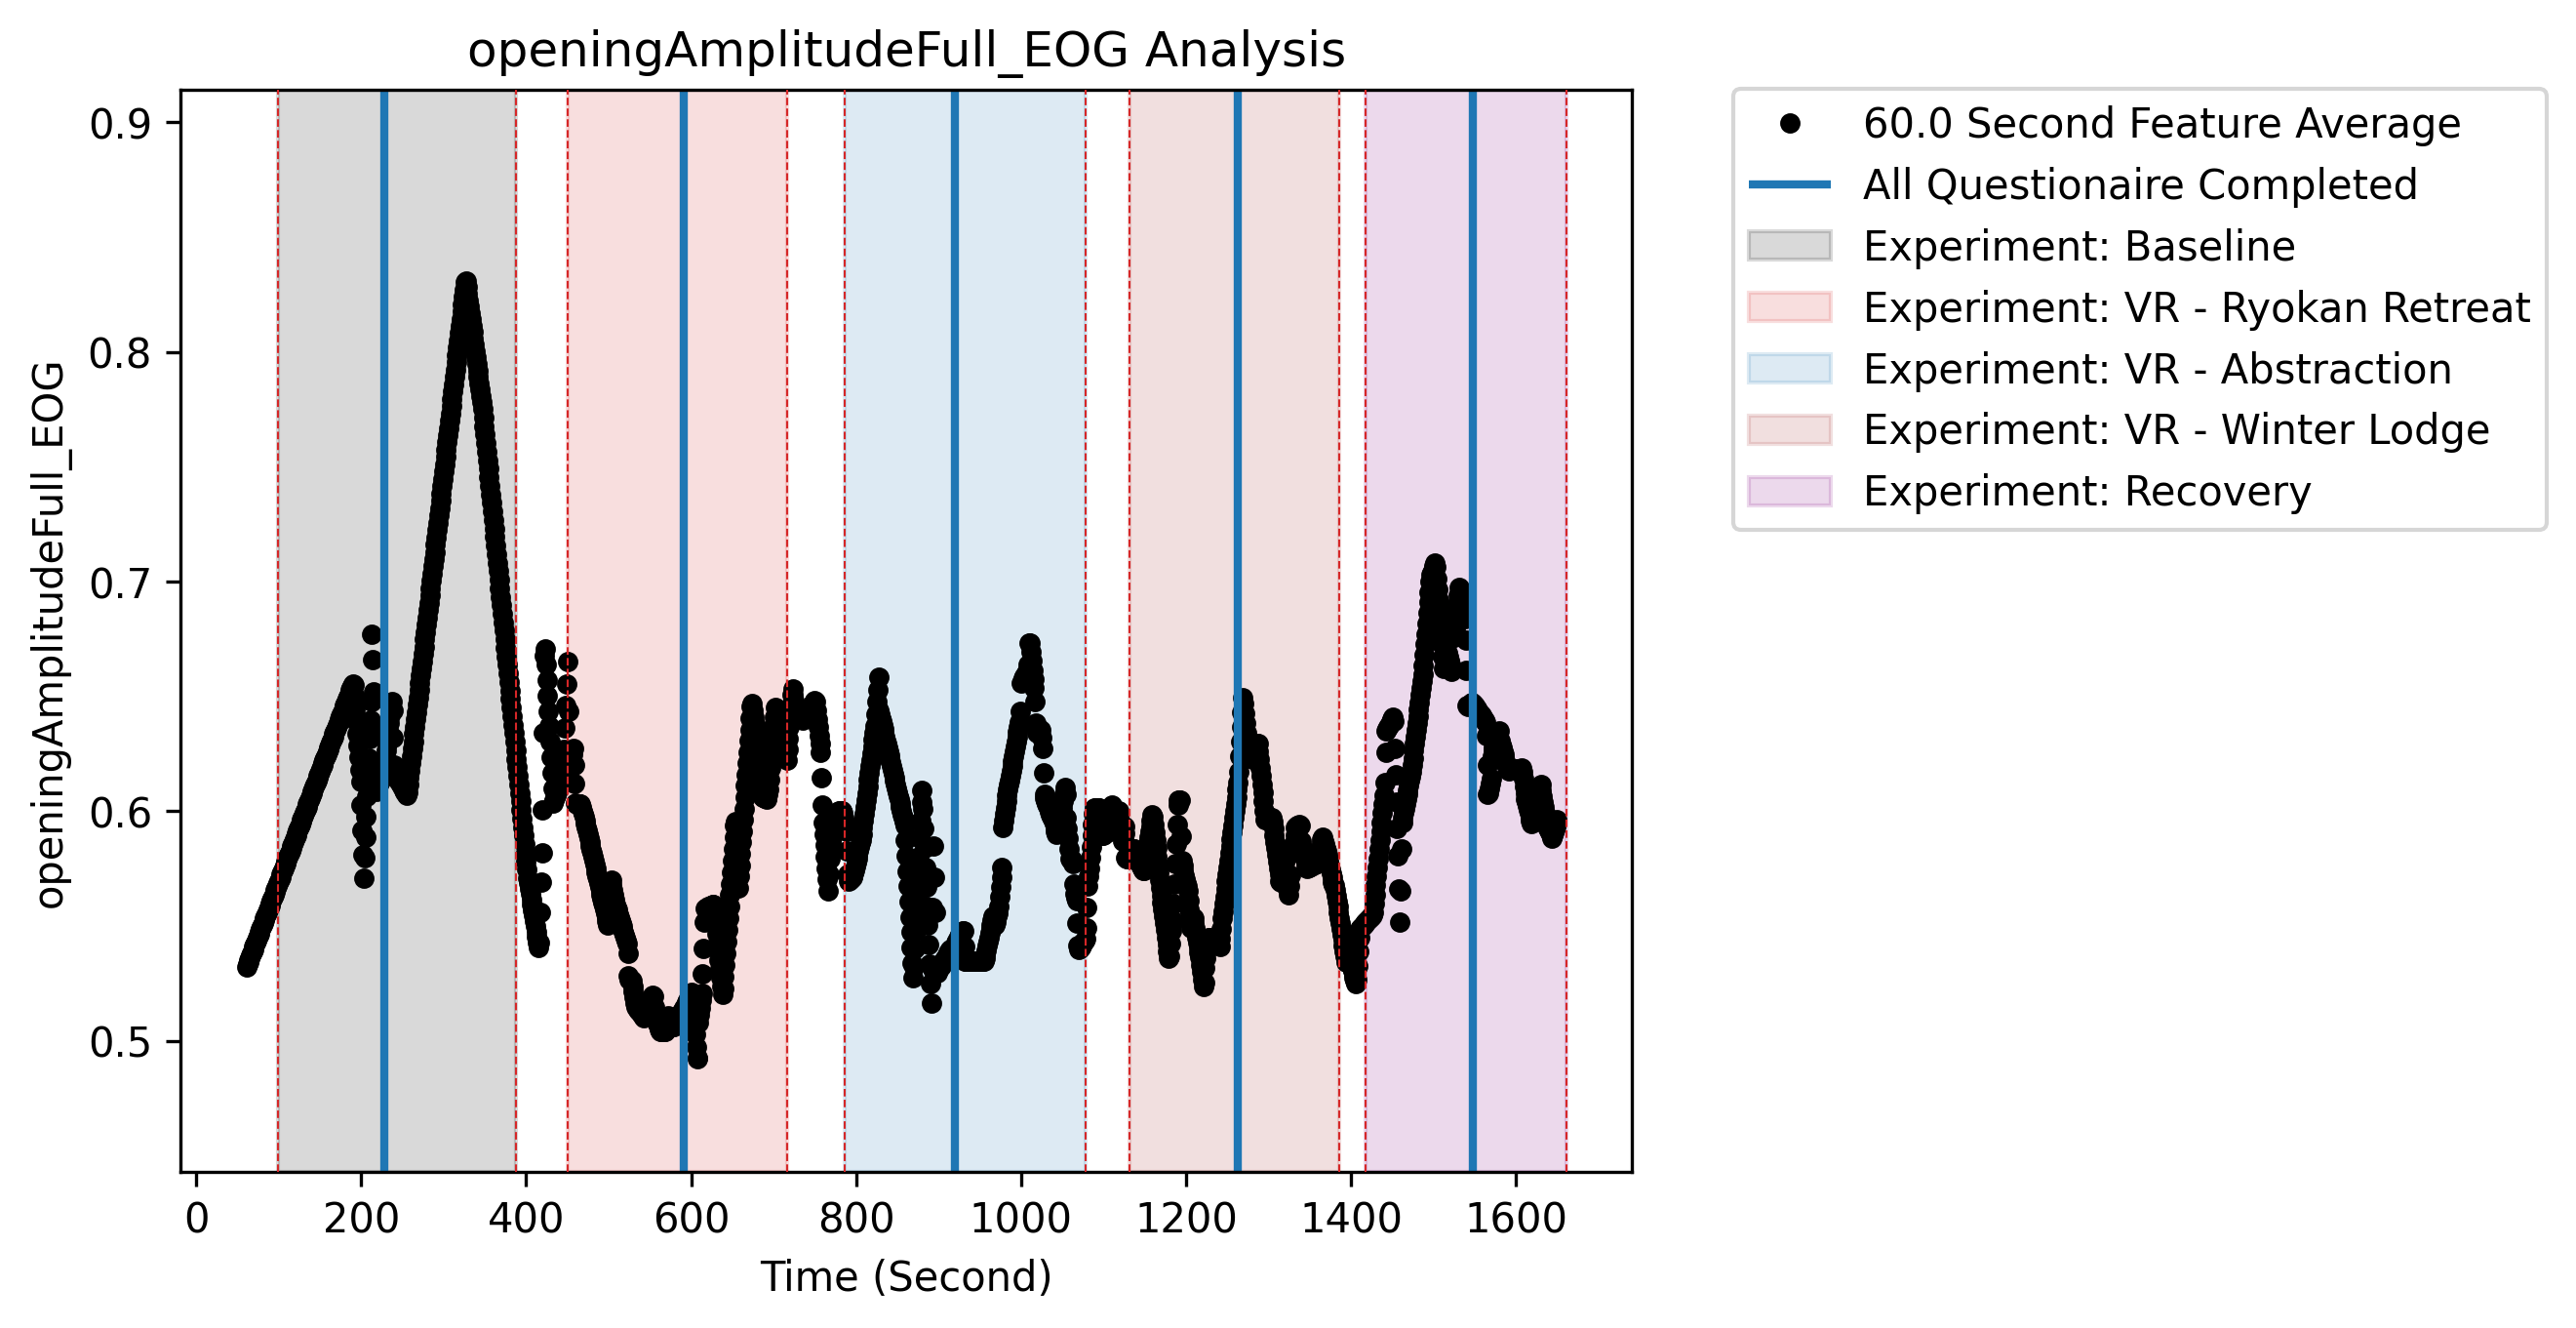 openingAmplitudeFull_EOG Analysis
openingAmplitudeFull_EOG
0.9
0.8
0.7
0.6
0.5
0 200 400 600 800 1000 1200 1400 1600
Time (Second)
60.0 Second Feature Average
All Questionaire Completed
Experiment: Baseline
Experiment: VR - Ryokan Retreat
Experiment: VR - Abstraction
Experiment: VR - Winter Lodge
Experiment: Recovery